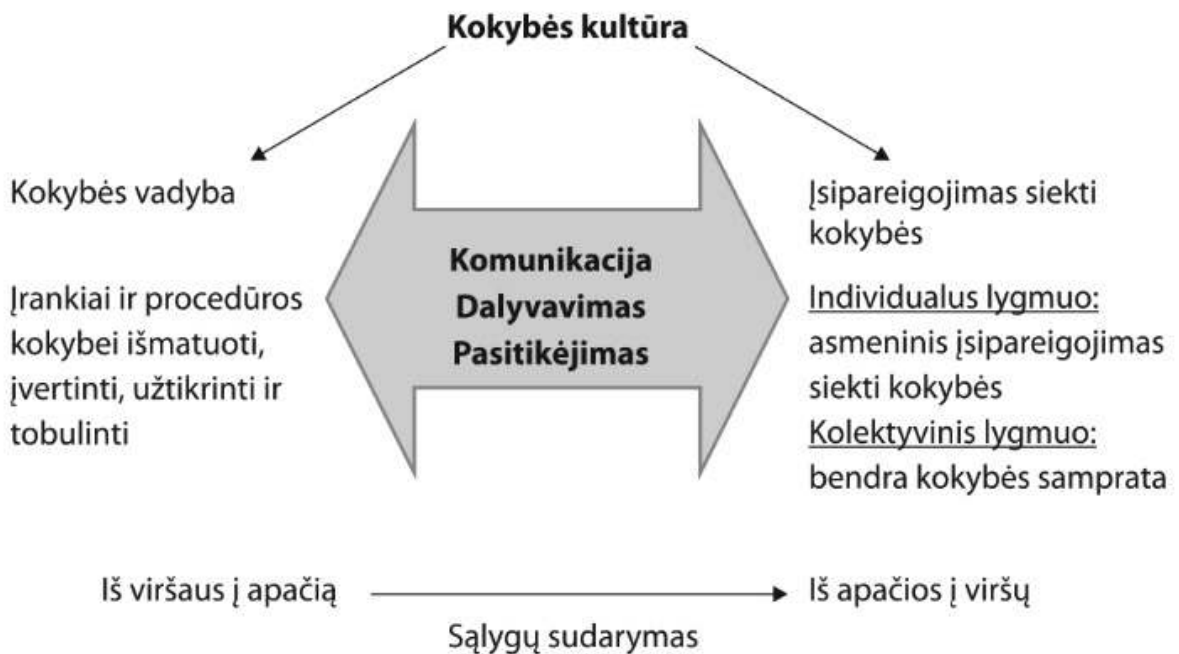 Kokybės kultūra
Kokybės vadyba
Įrankiai ir procedūros
kokybei išmatuoti,
įvertinti, užtikrinti ir
tobulinti
Komunikacija
Dalyvavimas
Pasitikėjimas
Įsipareigojimas siekti
kokybės
Individualus lygmuo:
asmeninis įsipareigojimas
siekti kokybės
Kolektyvinis lygmuo:
bendra kokybės samprata
Iš viršaus į apačią
Sąlygų sudarymas
Iš apačios į viršų